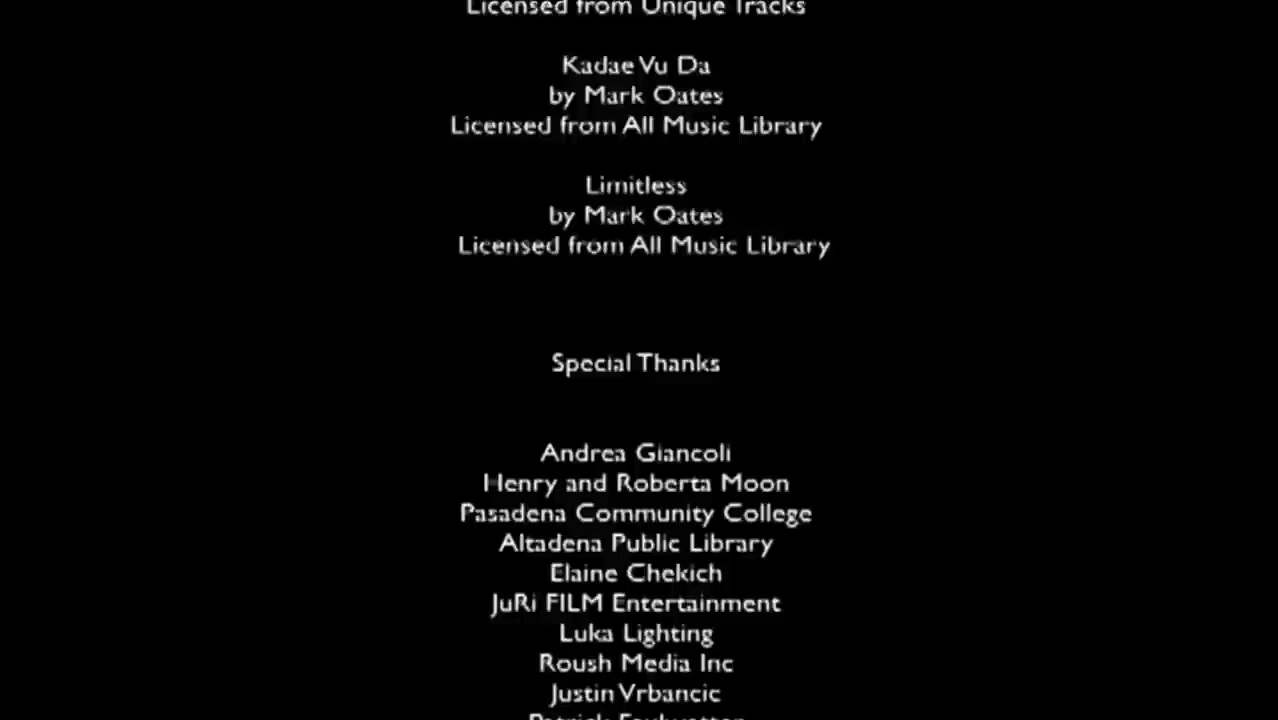 Licensed from Unique Tracks
Kadae Vu Da
by Mark Oates
Licensed from All Music Library
Limitless
by Mark Oates
Licensed from All Music Library
Special Thanks
Andrea Giancoli
Henry and Roberta Moon
Pasadena Community College
Altadena Public Library
Elaine Chekich
JuRi FILM Entertainment
Luka Lighting
Roush Media Inc
Justin Vrbancic
Patrick